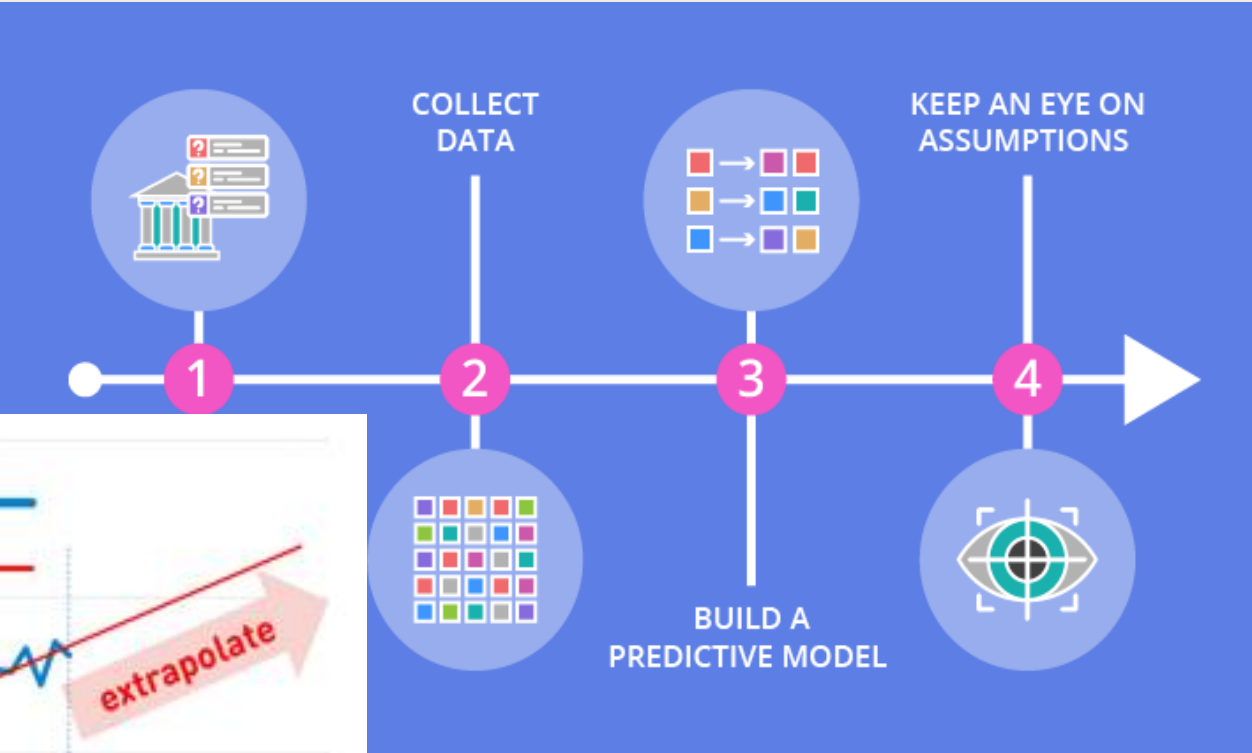 COLLECT
DATA
KEEP AN EYE ON
ASSUMPTIONS
?
?
?
1
2
3
4
extrapolate
BUILD A
PREDICTIVE MODEL